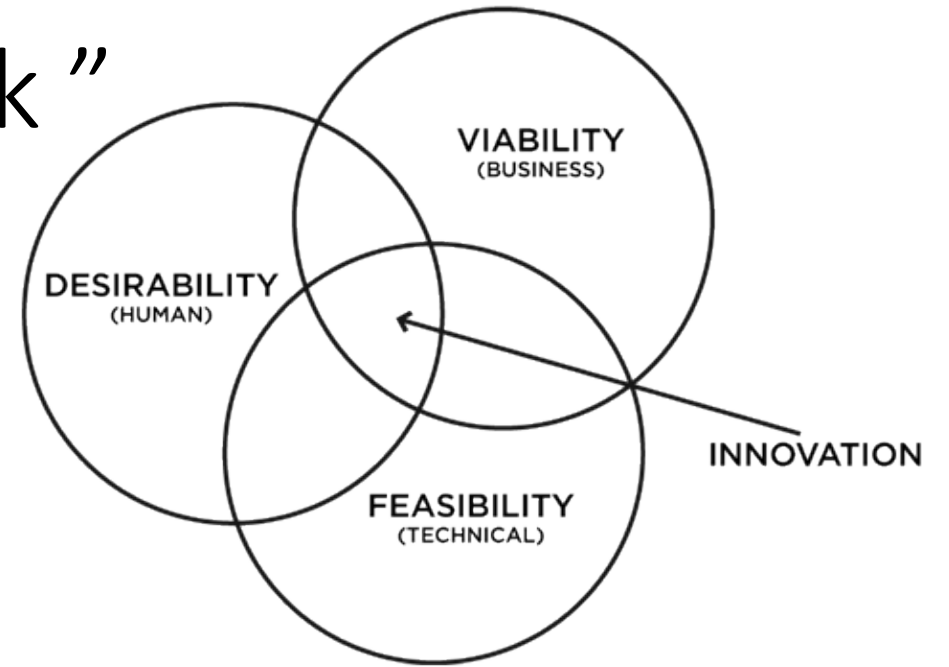 k ”
VIABILITY
(BUSINESS)
DESIRABILITY
(HUMAN)
INNOVATION
FEASIBILITY
(TECHNICAL)